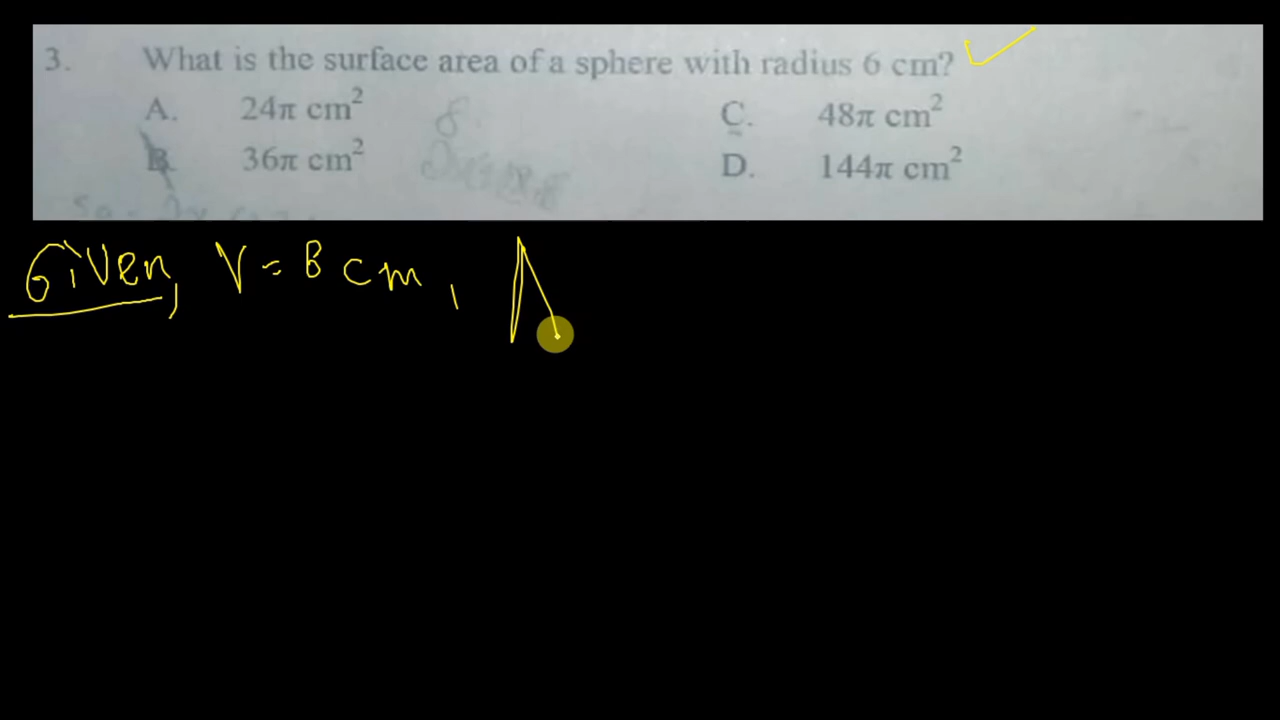 3. What is the surface area of a sphere with radius 6 cm?
A. 24π cm² C. 48π cm²
B. 36π cm² D. 144π cm²
Given, r = 6 cm,